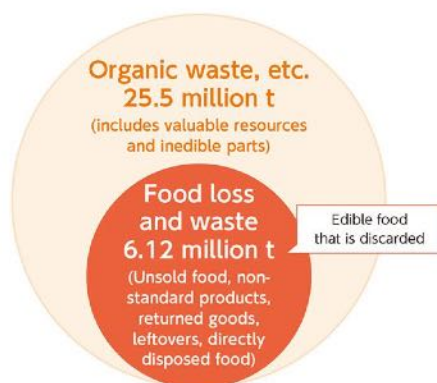 Organic waste, etc.
25.5 million t
(includes valuable resources
and inedible parts)
Food loss
and waste
6.12 million t
(Unsold food, non-
standard products,
returned goods,
leftovers, directly
disposed food)
Edible food
that is discarded